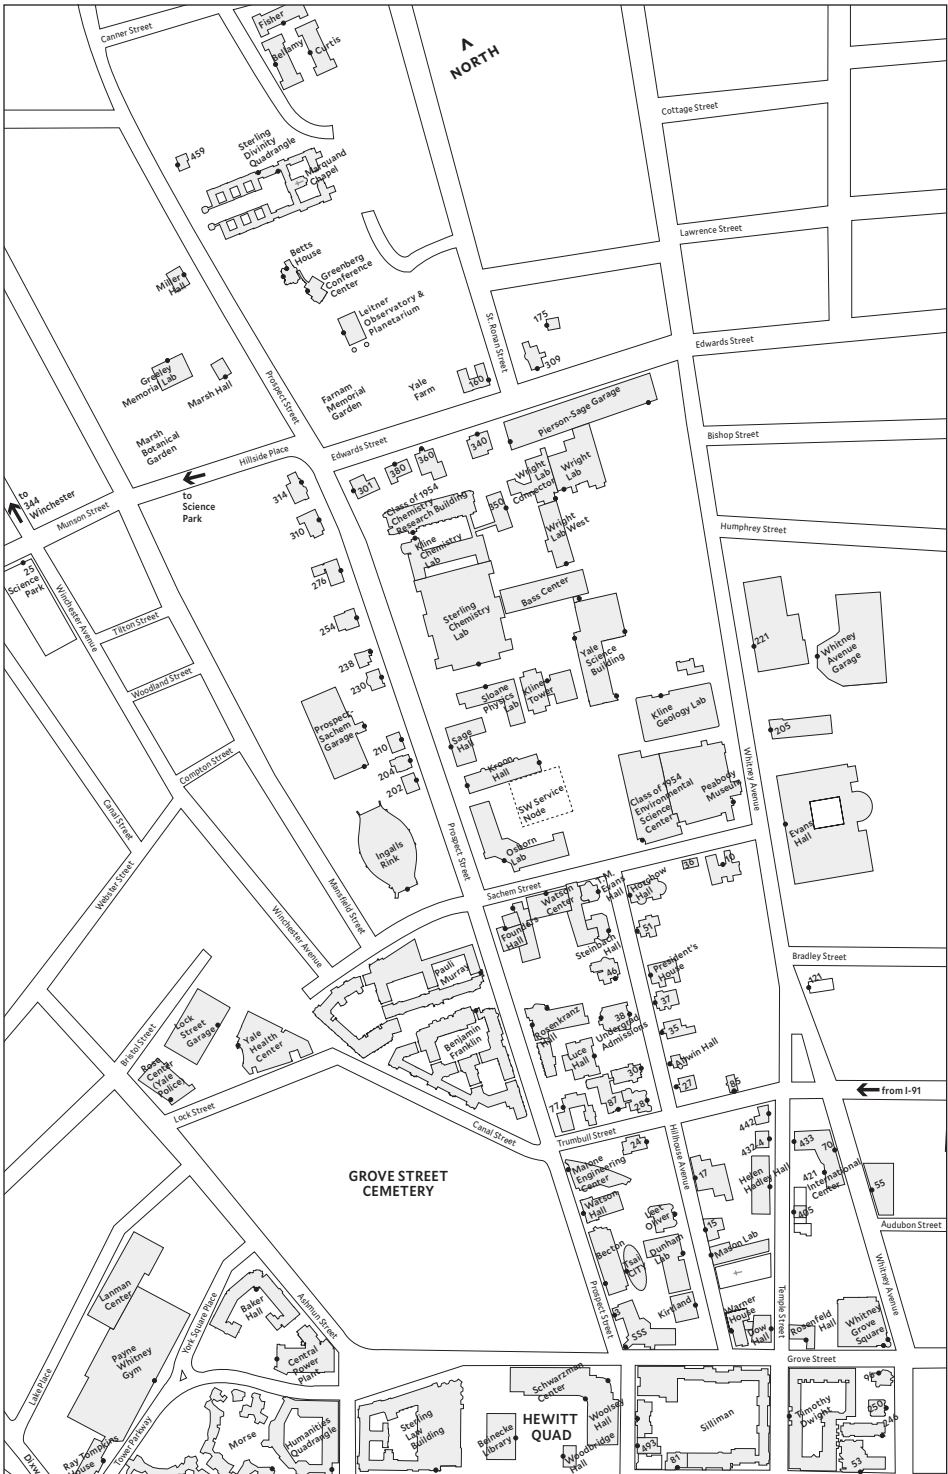 Canner Street
Fisher
Bellamy
Curtis
NORTH
Cottage Street
459
Sterling
Divinity
Quadrangle
Marquand
Chapel
Lawrence Street
Betts
House
Greenberg
Conference
Center
Miller
Hall
Leitner
Observatory &
Planetarium
St. Ronan Street
175
309
Edwards Street
Greeley
Memorial Lab
Marsh Hall
Prospect Street
Farnam
Memorial
Garden
Yale
Farm
160
Pierson-Sage Garage
Marsh
Botanical
Garden
Edwards Street
Bishop Street
Hillside Place
to
Science
Park
to
344
Winchester
Munson Street
314
301
380
360
340
Wright
Lab
Connector
Wright
Lab
310
Class of 1954
Chemistry
Research Building
350
Wright
Lab West
Kline
Chemistry
Lab
Humphrey Street
25
Science
Park
Winchester Avenue
276
Bass Center
Tilton Street
254
Sterling
Chemistry
Lab
Yale
Science
Building
221
Whitney
Avenue
Garage
238
230
Woodland Street
Sloane
Physics
Lab
Kline
Tower
Kline
Geology Lab
205
Prospect-
Sachem
Garage
210
204
202
Sage
Hall
Kroon
Hall
Compton Street
SW Service
Node
Class of 1954
Environmental
Science
Center
Peabody
Museum
Whitney Avenue
Canal Street
Ingalls
Rink
Prospect Street
Osborn
Lab
Evans
Hall
Webster Street
Mansfield Street
Winchester Avenue
Sachem Street
Watson
Center
T.M.
Evans
Hall
Horchow
Hall
56
10
Founders
Hall
Steinbach
Hall
51
Bradley Street
Pauli
Murray
46
President's
House
121
37
Lock
Street
Garage
Yale
Health
Center
Benjamin
Franklin
Rosenkranz
Hall
38
Undergrad
Admissions
35
Bristol Street
Rose
Center
(Yale
Police)
Luce
Hall
Edwin Hall
30
27
85
from I-91
Lock Street
77
87
28
Canal Street
Trumbull Street
24
442
432-4
433
70
GROVE STREET
CEMETERY
Malone
Engineering
Center
Hillhouse Avenue
17
Helen
Hadley Hall
421
International
Center
55
Watson
Hall
Leet
Oliver
15
405
Audubon Street
Becton
Tsai
CITY
Dunham
Lab
Mason Lab
Lanman
Center
York Square Place
Baker
Hall
Ashmun Street
Prospect Street
Kirtland
SSS
Warner
House
Dow
Hall
Temple Street
Rosenfeld
Hall
Whitney
Grove
Square
Whitney Avenue
Payne
Whitney
Gym
Central
Power
Plant
Grove Street
Lake Place
Tower Parkway
Schwarzman
Center
Woolsey
Hall
HEWITT
QUAD
Beinecke
Library
Woodbridge
Hall
Sterling
Law
Building
Silliman
Timothy
Dwight
250
246
53
493
81
Morse
Humanities
Quadrangle
Ray Tompkins
House
Dixw